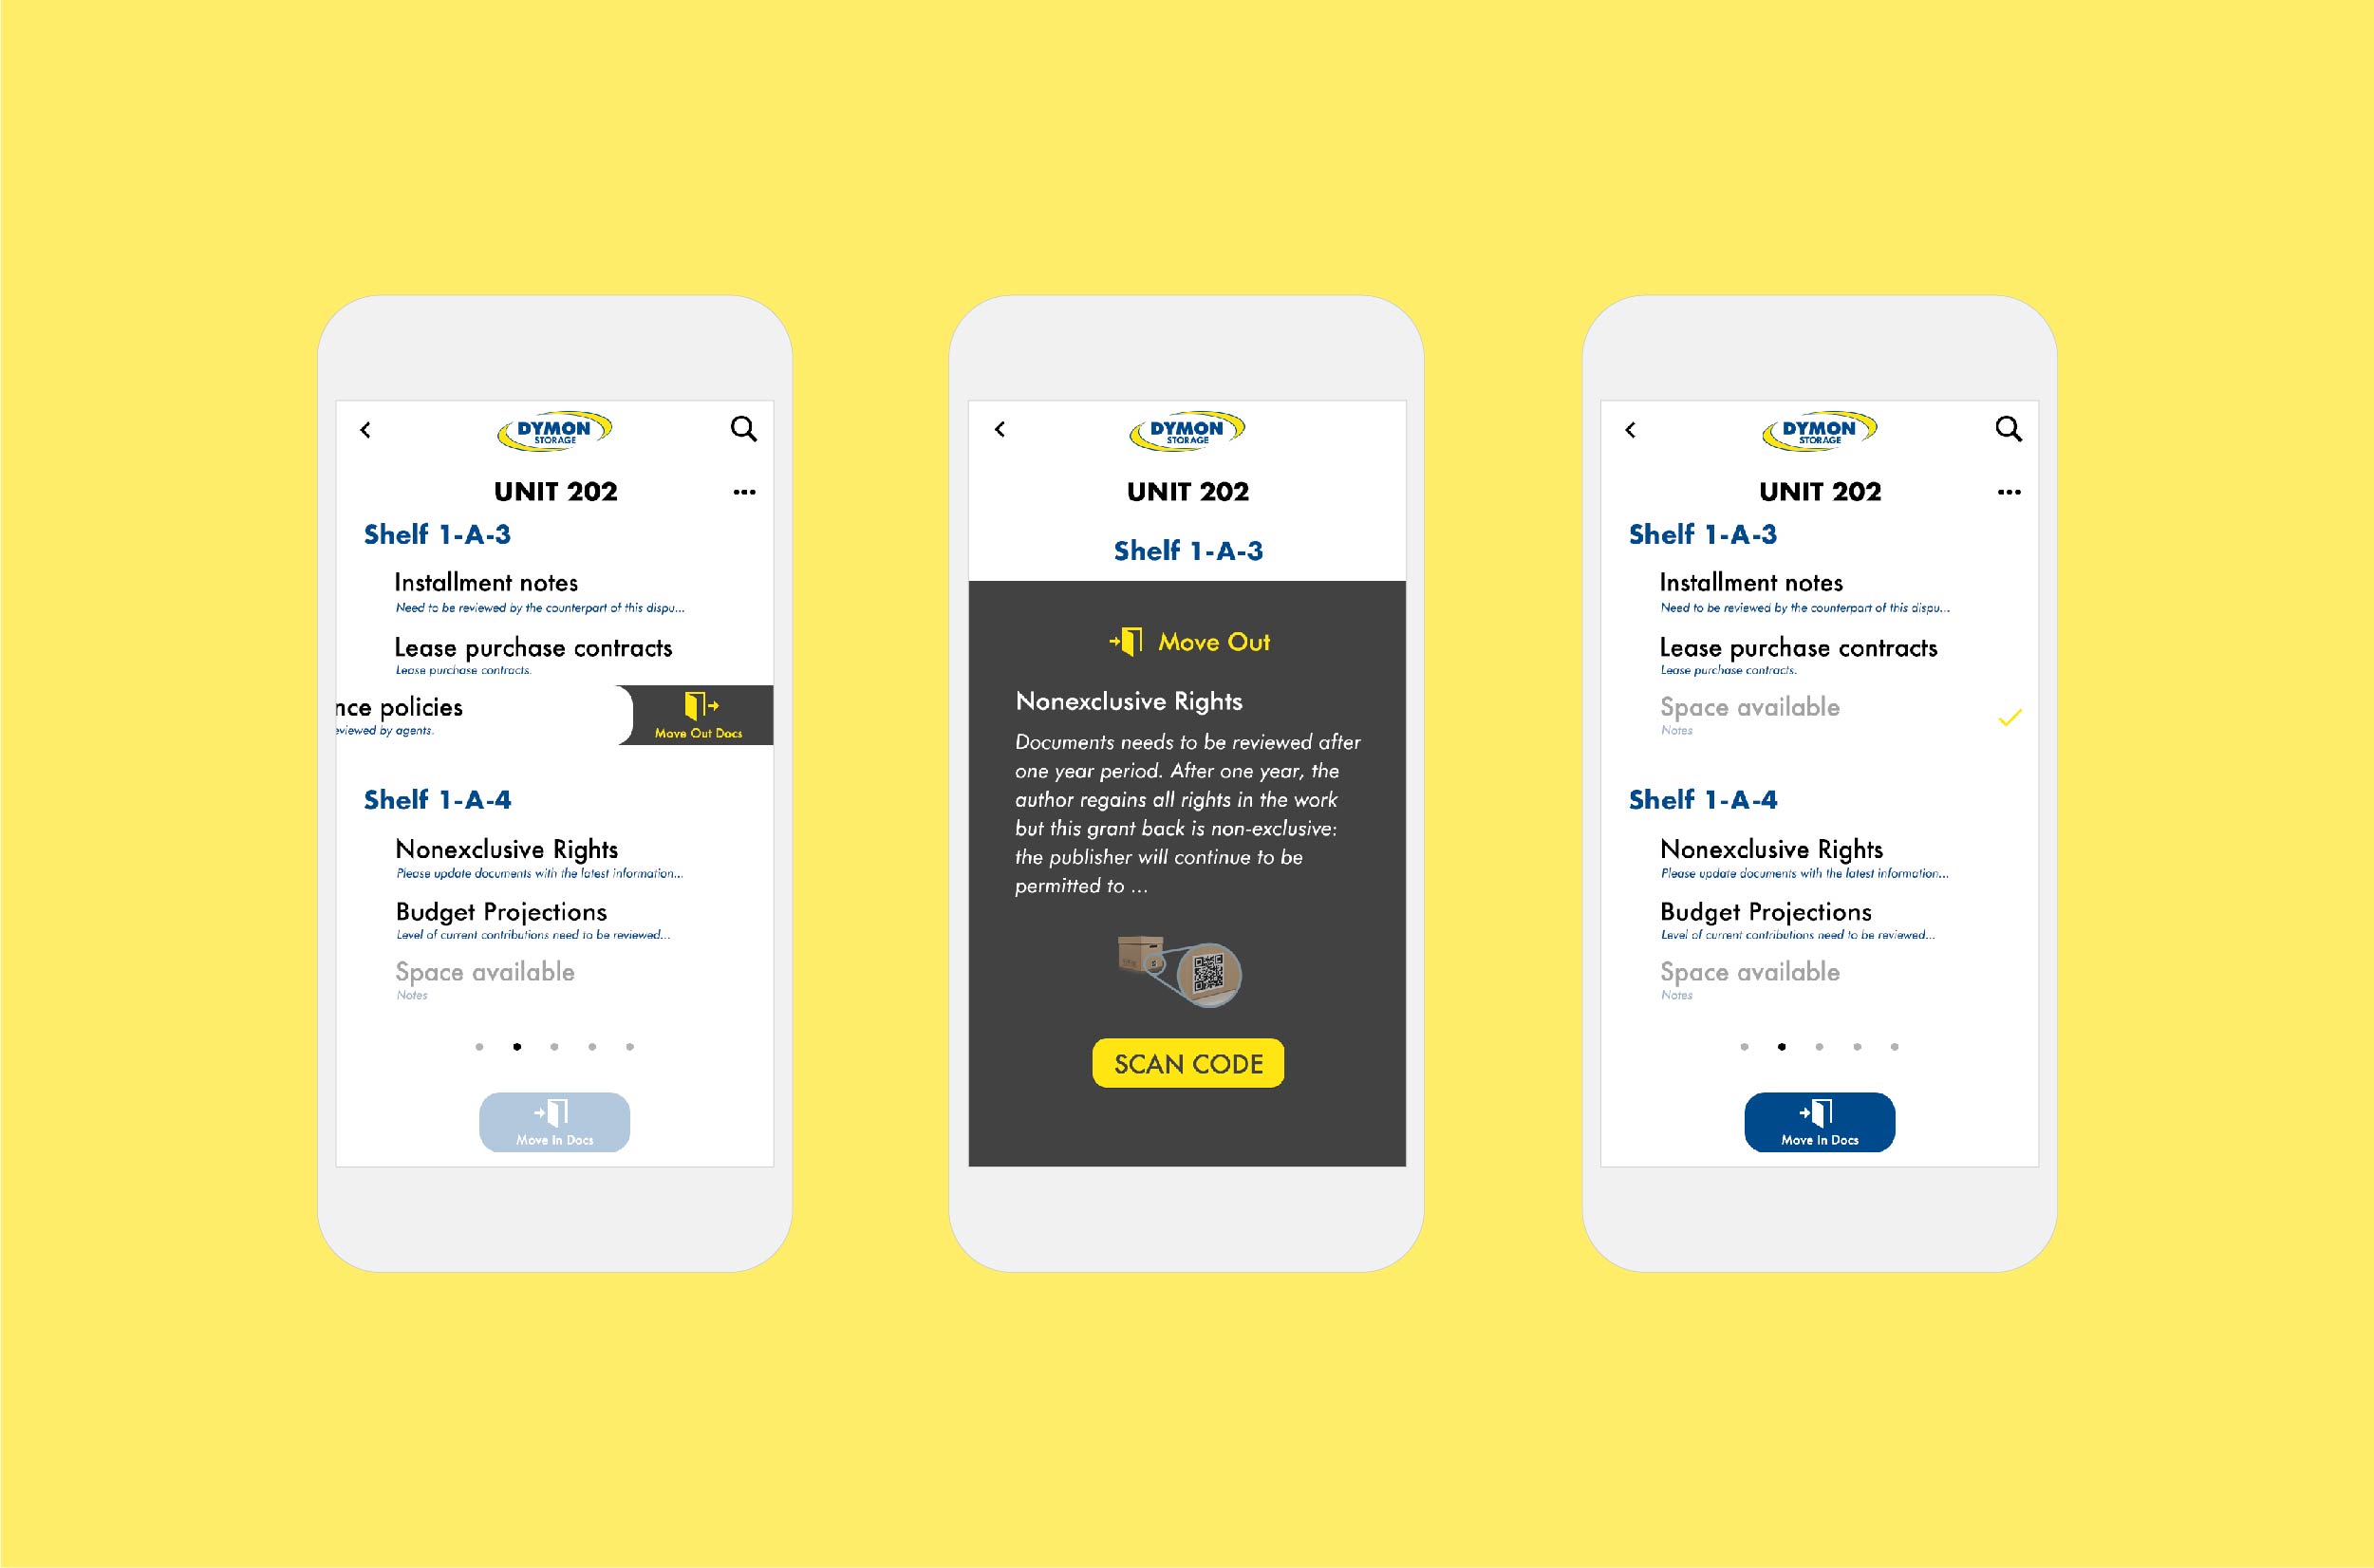 DYMON
STORAGE
UNIT 202
...
Shelf 1-A-3
Installment notes
Need to be reviewed by the counterpart of this dispu...
Lease purchase contracts
Lease purchase contracts.
nce policies
eviewed by agents.
Move Out Docs
Shelf 1-A-4
Nonexclusive Rights
Please update documents with the latest information...
Budget Projections
Level of current contributions need to be reviewed...
Space available
Notes
Move In Docs
DYMON
STORAGE
UNIT 202
Shelf 1-A-3
Move Out
Nonexclusive Rights
Documents needs to be reviewed after
one year period. After one year, the
author regains all rights in the work
but this grant back is non-exclusive:
the publisher will continue to be
permitted to ...
SCAN CODE
DYMON
STORAGE
UNIT 202
...
Shelf 1-A-3
Installment notes
Need to be reviewed by the counterpart of this dispu...
Lease purchase contracts
Lease purchase contracts.
Space available
Notes
Shelf 1-A-4
Nonexclusive Rights
Please update documents with the latest information...
Budget Projections
Level of current contributions need to be reviewed...
Space available
Notes
Move In Docs